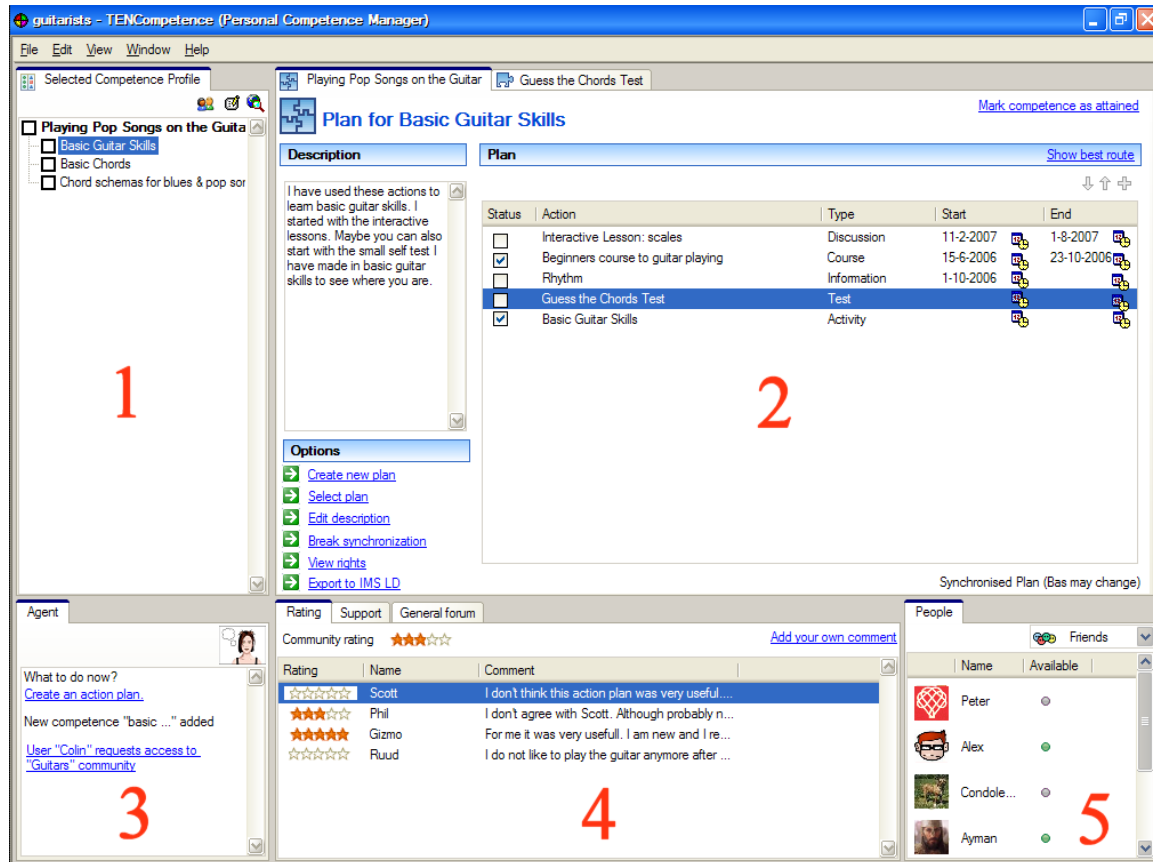 guitarists - TENCompetence (Personal Competence Manager)
File Edit View Window Help
Selected Competence Profile
Playing Pop Songs on the Guita
Basic Guitar Skills
Basic Chords
Chord schemas for blues & pop sor
1
Playing Pop Songs on the Guitar Guess the Chords Test
Plan for Basic Guitar Skills
Mark competence as attained
Description
I have used these actions to
learn basic guitar skills. I
started with the interactive
lessons. Maybe you can also
start with the small self test I
have made in basic guitar
skills to see where you are.
Options
Create new plan
Select plan
Edit description
Break synchronization
View rights
Export to IMS LD
Plan Show best route
Status Action Type Start End
Interactive Lesson: scales Discussion 11-2-2007 1-8-2007
Beginners course to guitar playing Course 15-6-2006 23-10-2006
Rhythm Information 1-10-2006
Guess the Chords Test Test
Basic Guitar Skills Activity
2
Synchronised Plan (Bas may change)
Agent
What to do now?
Create an action plan.
New competence "basic ..." added
User "Colin" requests access to
"Guitars" community
3
Rating Support General forum
Community rating Add your own comment
Rating Name Comment
Scott I don't think this action plan was very useful....
Phil I don't agree with Scott. Although probably n...
Gizmo For me it was very usefull. I am new and I re...
Ruud I do not like to play the guitar anymore after ...
4
People
Friends
Name Available
Peter
Alex
Condole...
Ayman
5